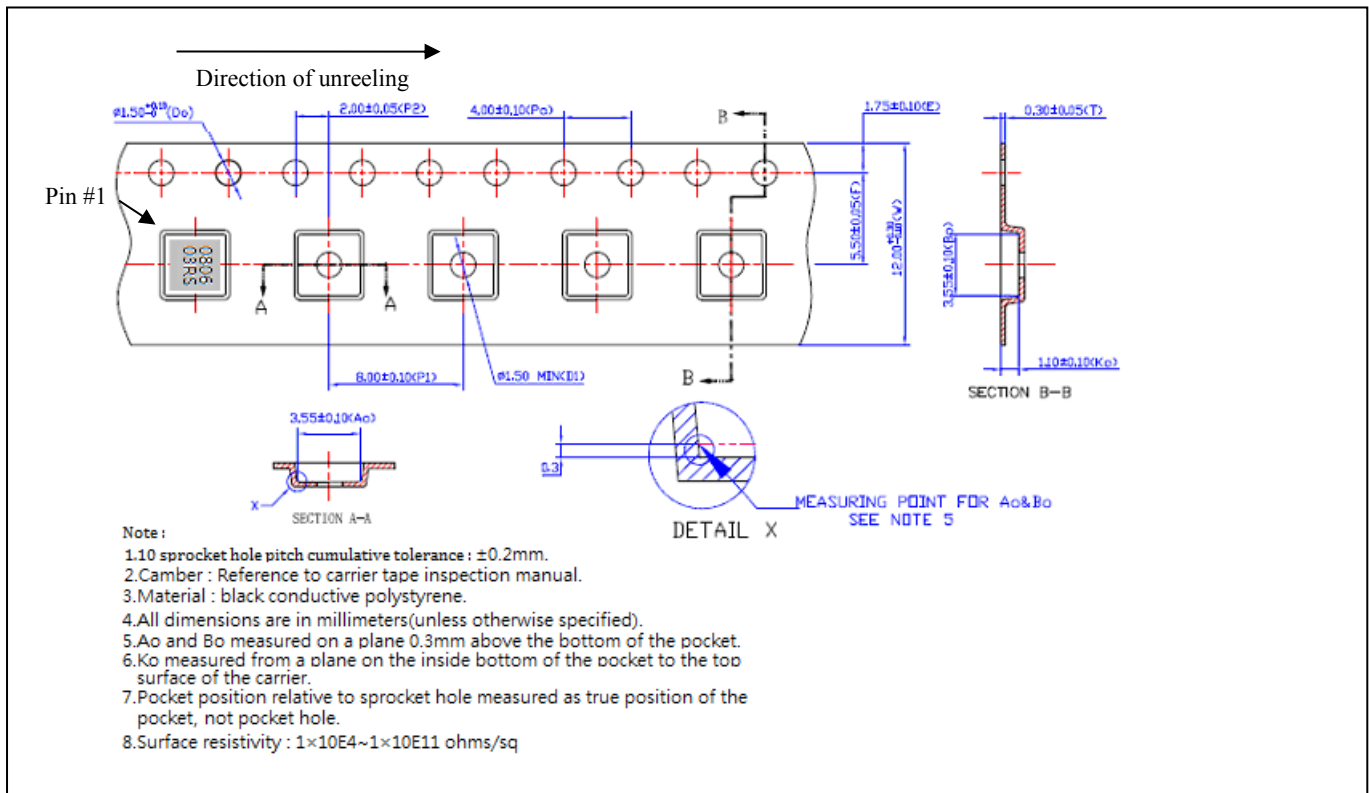 Direction of unreeling
ø1.50+0.10-0(Do)
2.00±0.05(P2)
4.00±0.10(Po)
B
1.75±0.10(E)
0.30±0.05(T)
Pin #1
5.50±0.05(F)
12.00
(W)
3.55±0.10(Bo)
0806
03RS
A
A
8.00±0.10(P1)
ø1.50 MIN(D1)
B
1.10±0.10(Ko)
SECTION B-B
3.55±0.10(Ao)
0.3
X
SECTION A-A
MEASURING POINT FOR Ao&Bo
SEE NOTE 5
DETAIL X
Note :
1.10 sprocket hole pitch cumulative tolerance : ±0.2mm.
2.Camber : Reference to carrier tape inspection manual.
3.Material : black conductive polystyrene.
4.All dimensions are in millimeters(unless otherwise specified).
5.Ao and Bo measured on a plane 0.3mm above the bottom of the pocket.
6.Ko measured from a plane on the inside bottom of the pocket to the top
surface of the carrier.
7.Pocket position relative to sprocket hole measured as true position of the
pocket, not pocket hole.
8.Surface resistivity : 1×10E4~1×10E11 ohms/sq